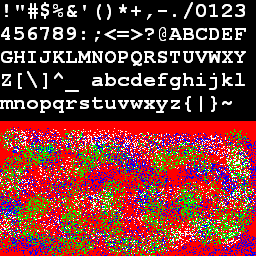 !"#$%&'()*+,-./0123
456789:;<=>?@ABCDEF
GHIJKLMNOPQRSTUVWXY
Z[\]^_ abcdefghijkl
mnopqrstuvwxyz{|}~